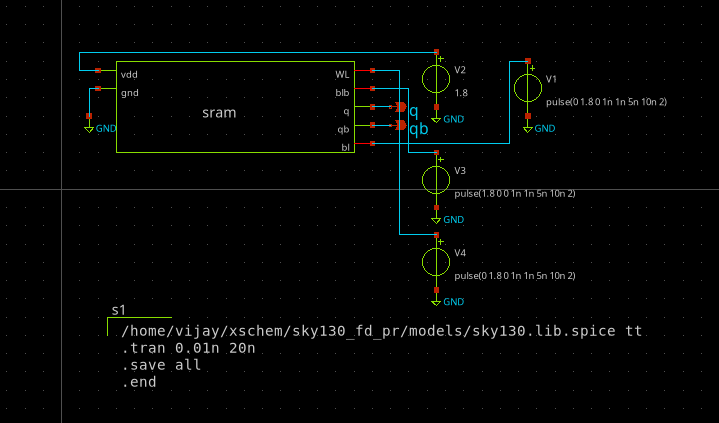 V2
vdd
WL
V1
gnd
blb
1.8
pulse(0 1.8 0 1n 1n 5n 10n 2)
sram
q
q
GND
GND
qb
qb
GND
bl
V3
pulse(1.8 0 0 1n 1n 5n 10n 2)
GND
V4
pulse(0 1.8 0 1n 1n 5n 10n 2)
GND
s1
/home/vijay/xschem/sky130_fd_pr/models/sky130.lib.spice tt
.tran 0.01n 20n
.save all
.end